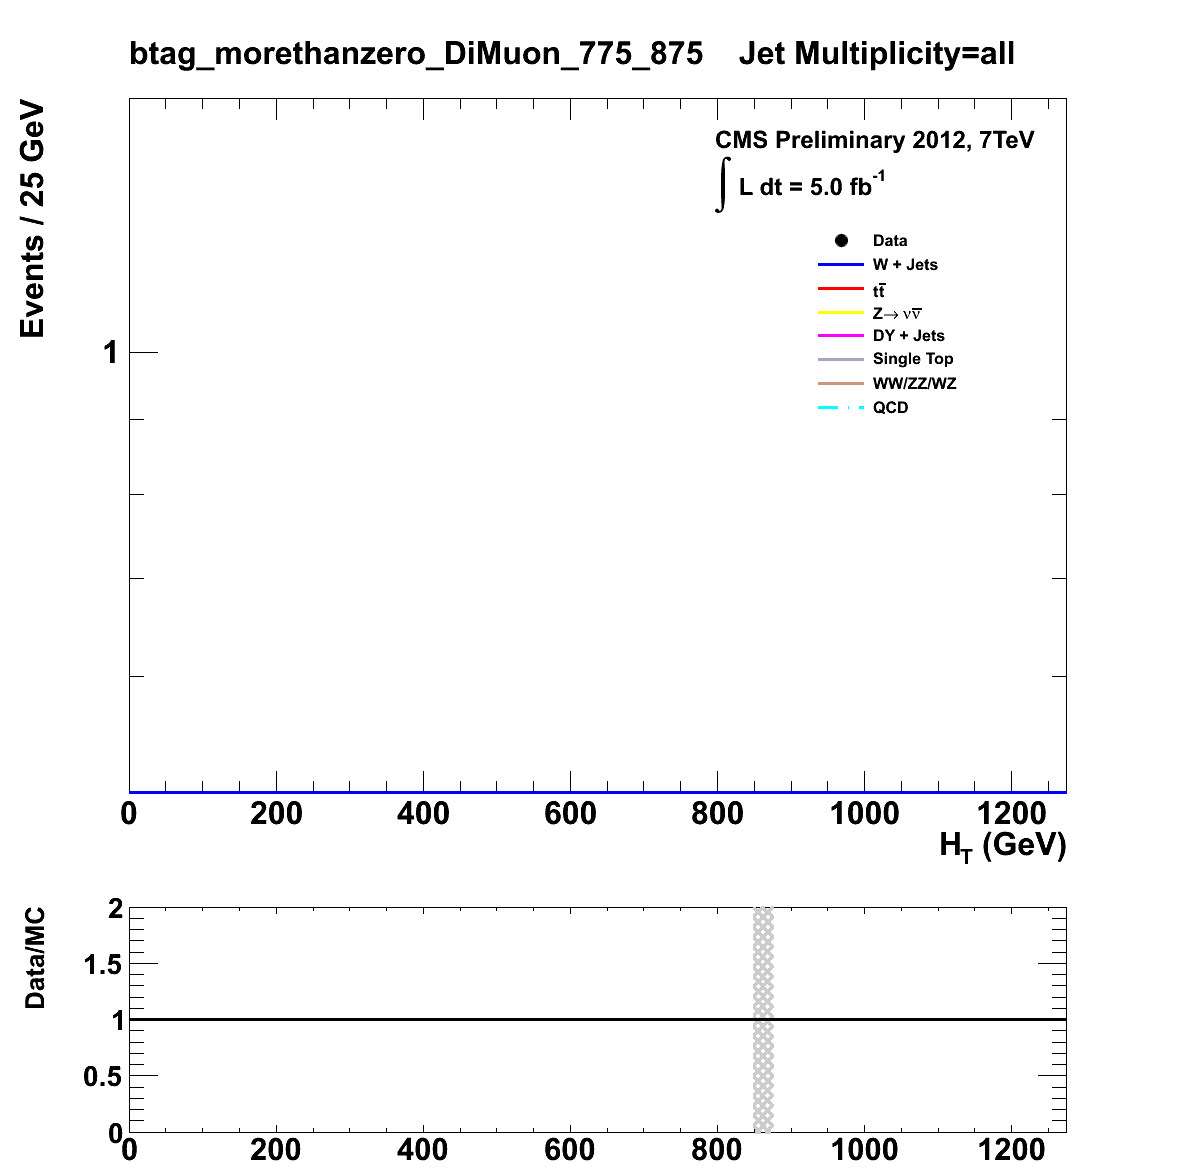 btag_morethanzero_DiMuon_775_875 Jet Multiplicity=all
Events / 25 GeV
CMS Preliminary 2012, 7TeV
∫ L dt = 5.0 fb⁻¹
Data
W + Jets
tt̅
Z→ νν̅
DY + Jets
Single Top
WW/ZZ/WZ
QCD
1
0 200 400 600 800 1000 1200
H_T (GeV)
Data/MC
2
1.5
1
0.5
0
0 200 400 600 800 1000 1200